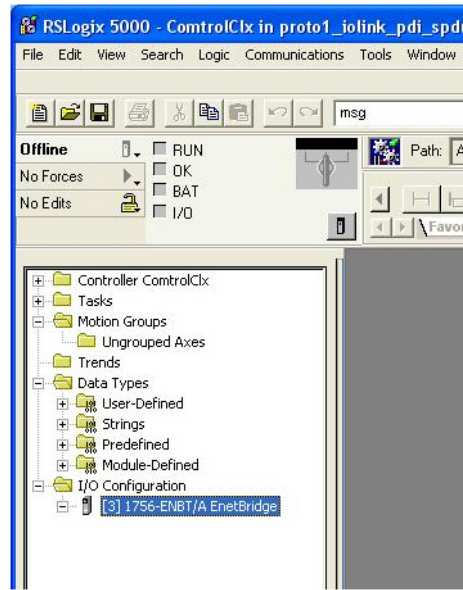 RSLogix 5000 - ComtrolClx in proto1_iolink_pdi_spd
File Edit View Search Logic Communications Tools Window
msg
Offline RUN Path: A
No Forces OK
No Edits BAT
I/O
Favor
Controller ComtrolClx
Tasks
Motion Groups
Ungrouped Axes
Trends
Data Types
User-Defined
Strings
Predefined
Module-Defined
I/O Configuration
[3] 1756-ENBT/A EnetBridge